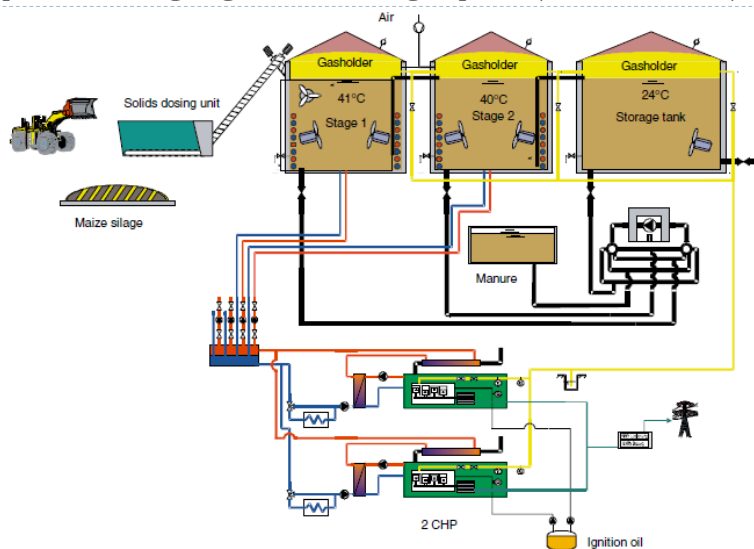 Air
Gasholder
Gasholder
Gasholder
Solids dosing unit
41°C
Stage 1
40°C
Stage 2
24°C
Storage tank
Maize silage
Manure
2 CHP
Ignition oil